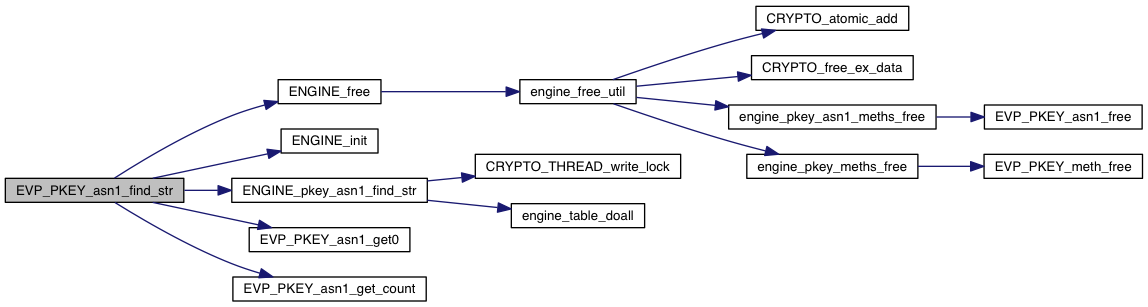 CRYPTO_atomic_add
CRYPTO_free_ex_data
ENGINE_free
engine_free_util
engine_pkey_asn1_meths_free
EVP_PKEY_asn1_free
ENGINE_init
CRYPTO_THREAD_write_lock
engine_pkey_meths_free
EVP_PKEY_meth_free
EVP_PKEY_asn1_find_str
ENGINE_pkey_asn1_find_str
engine_table_doall
EVP_PKEY_asn1_get0
EVP_PKEY_asn1_get_count